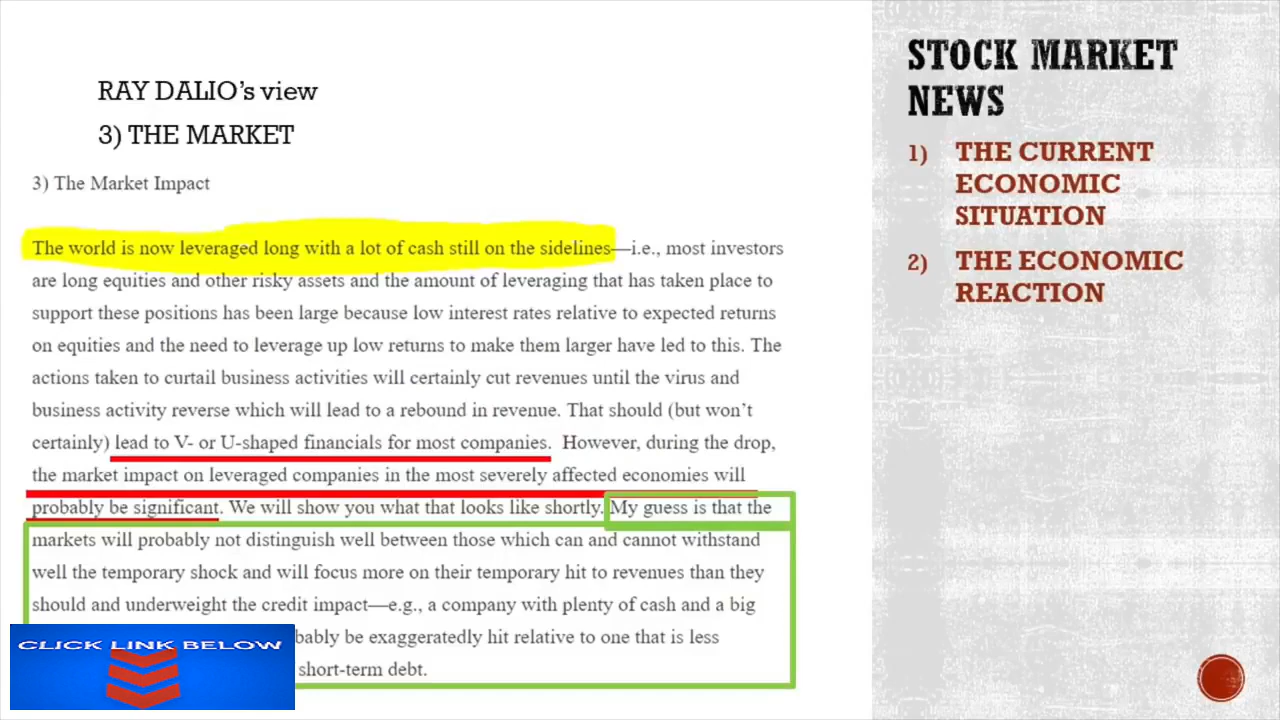 RAY DALIO's view
3) THE MARKET
3) The Market Impact
The world is now leveraged long with a lot of cash still on the sidelines—i.e., most investors
are long equities and other risky assets and the amount of leveraging that has taken place to
support these positions has been large because low interest rates relative to expected returns
on equities and the need to leverage up low returns to make them larger have led to this. The
actions taken to curtail business activities will certainly cut revenues until the virus and
business activity reverse which will lead to a rebound in revenue. That should (but won't
certainly) lead to V- or U-shaped financials for most companies. However, during the drop,
the market impact on leveraged companies in the most severely affected economies will
probably be significant. We will show you what that looks like shortly. My guess is that the
markets will probably not distinguish well between those which can and cannot withstand
well the temporary shock and will focus more on their temporary hit to revenues than they
should and underweight the credit impact—e.g., a company with plenty of cash and a big
be exaggeratedly hit relative to one that is less
short-term debt.
CLICK LINK BELOW
STOCK MARKET
NEWS
1) THE CURRENT
ECONOMIC
SITUATION
2) THE ECONOMIC
REACTION